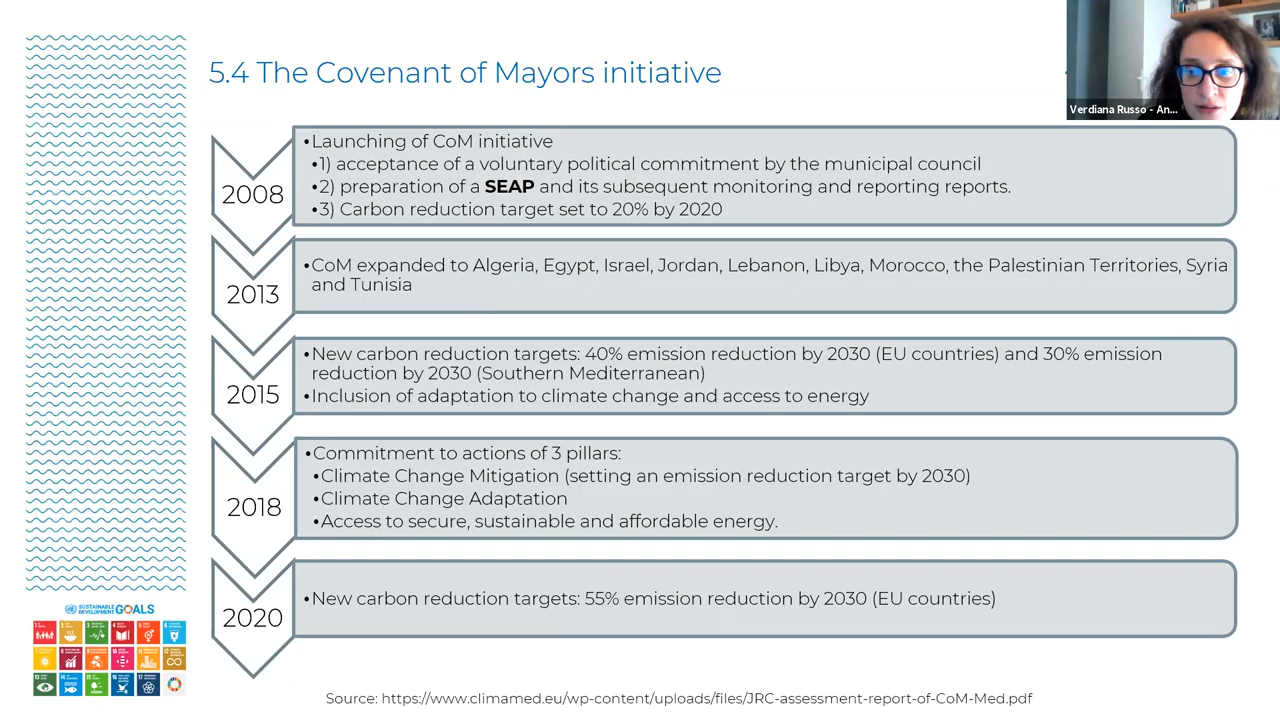 5.4 The Covenant of Mayors initiative
Verdiana Russo - An...
2008
•Launching of CoM initiative
•1) acceptance of a voluntary political commitment by the municipal council
•2) preparation of a SEAP and its subsequent monitoring and reporting reports.
•3) Carbon reduction target set to 20% by 2020
2013
•CoM expanded to Algeria, Egypt, Israel, Jordan, Lebanon, Libya, Morocco, the Palestinian Territories, Syria
and Tunisia
2015
•New carbon reduction targets: 40% emission reduction by 2030 (EU countries) and 30% emission
reduction by 2030 (Southern Mediterranean)
•Inclusion of adaptation to climate change and access to energy
2018
•Commitment to actions of 3 pillars:
•Climate Change Mitigation (setting an emission reduction target by 2030)
•Climate Change Adaptation
•Access to secure, sustainable and affordable energy.
2020
•New carbon reduction targets: 55% emission reduction by 2030 (EU countries)
SUSTAINABLE
DEVELOPMENT GOALS
Source: https://www.climamed.eu/wp-content/uploads/files/JRC-assessment-report-of-CoM-Med.pdf